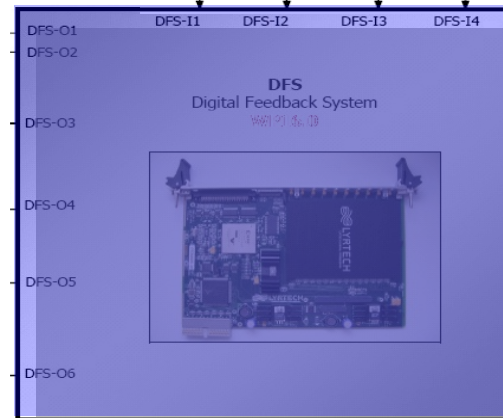 DFS-I1 DFS-I2 DFS-I3 DFS-I4
DFS-O1
DFS-O2
DFS
Digital Feedback System
DFS-O3
DFS-O4
LYRTECH
DFS-O5
LYRTECH
DFS-O6